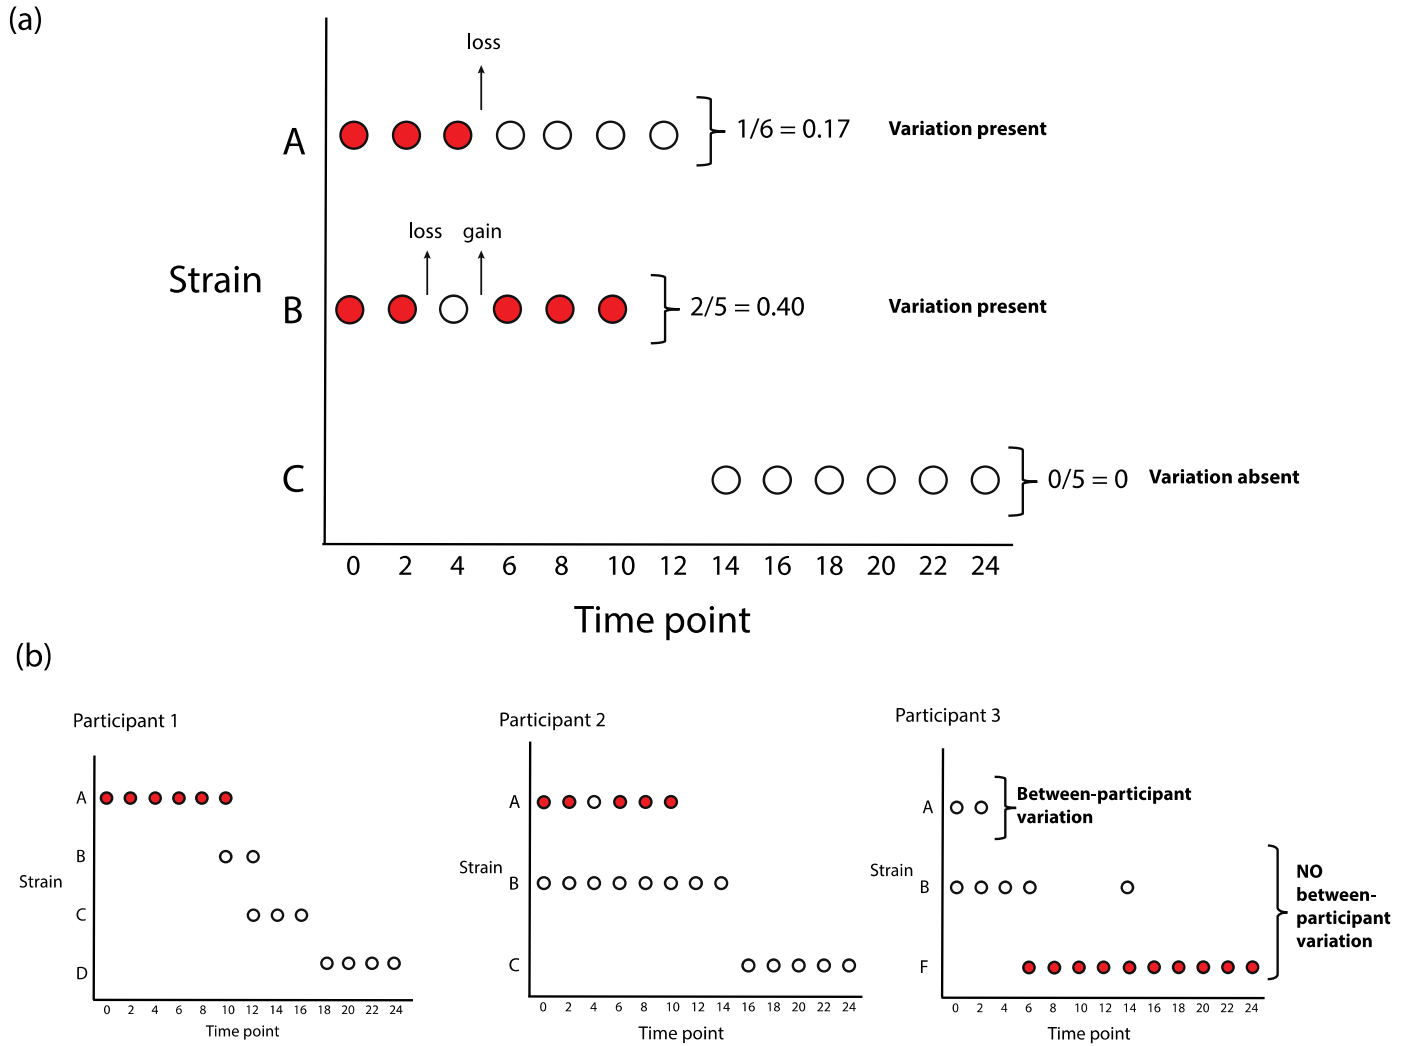 (a)
loss
A
1/6 = 0.17
Variation present
loss gain
Strain
B
2/5 = 0.40
Variation present
C
0/5 = 0
Variation absent
0 2 4 6 8 10 12 14 16 18 20 22 24
Time point
(b)
Participant 1
A
B
Strain
C
D
0 2 4 6 8 10 12 14 16 18 20 22 24
Time point
Participant 2
A
Strain
B
C
0 2 4 6 8 10 12 14 16 18 20 22 24
Time point
Participant 3
A
Between-participant
variation
Strain
B
F
NO
between-
participant
variation
0 2 4 6 8 10 12 14 16 18 20 22 24
Time point